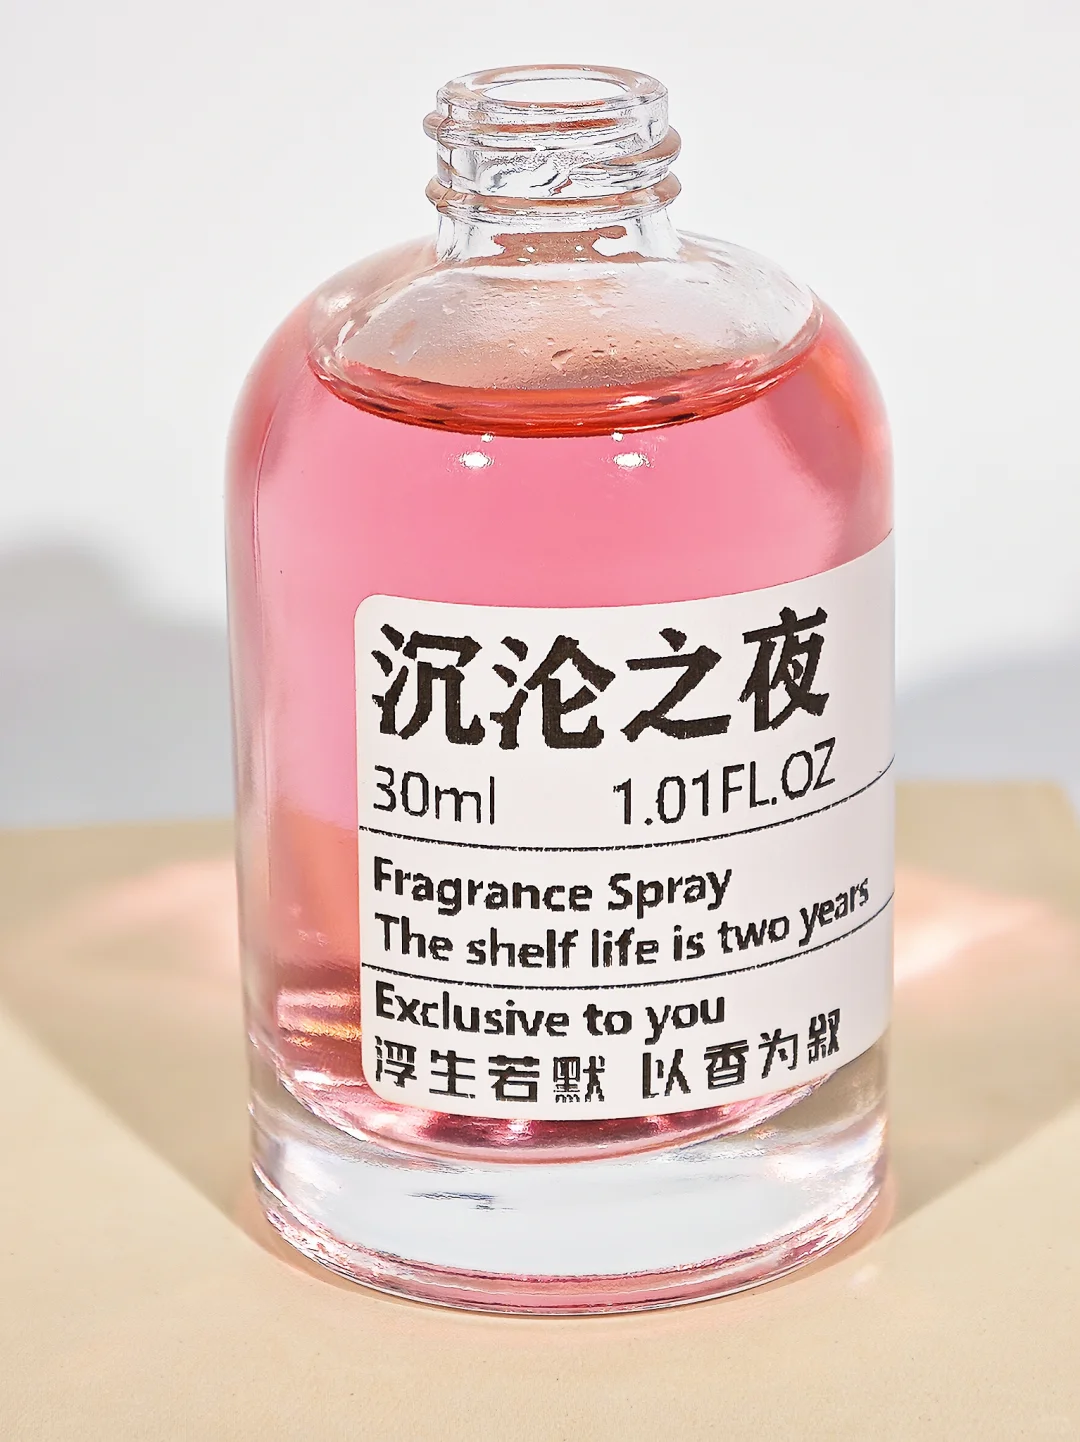 沉沦之夜
30ml 1.01FL.OZ
Fragrance Spray
The shelf life is two years
Exclusive to you
浮生若默 以香为叙